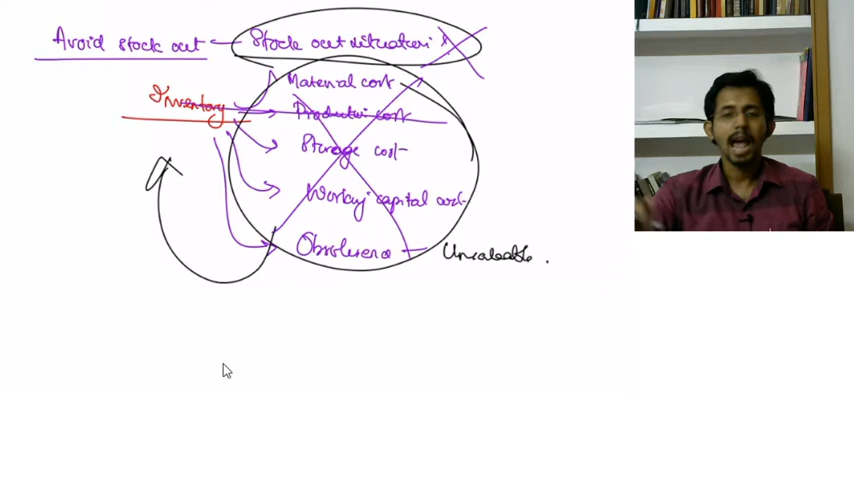 Avoid stock out - Stock out situation
Material cost
Inventory
Production cost
Storage cost
Working capital cost
Obsolescence - Unsaleable.